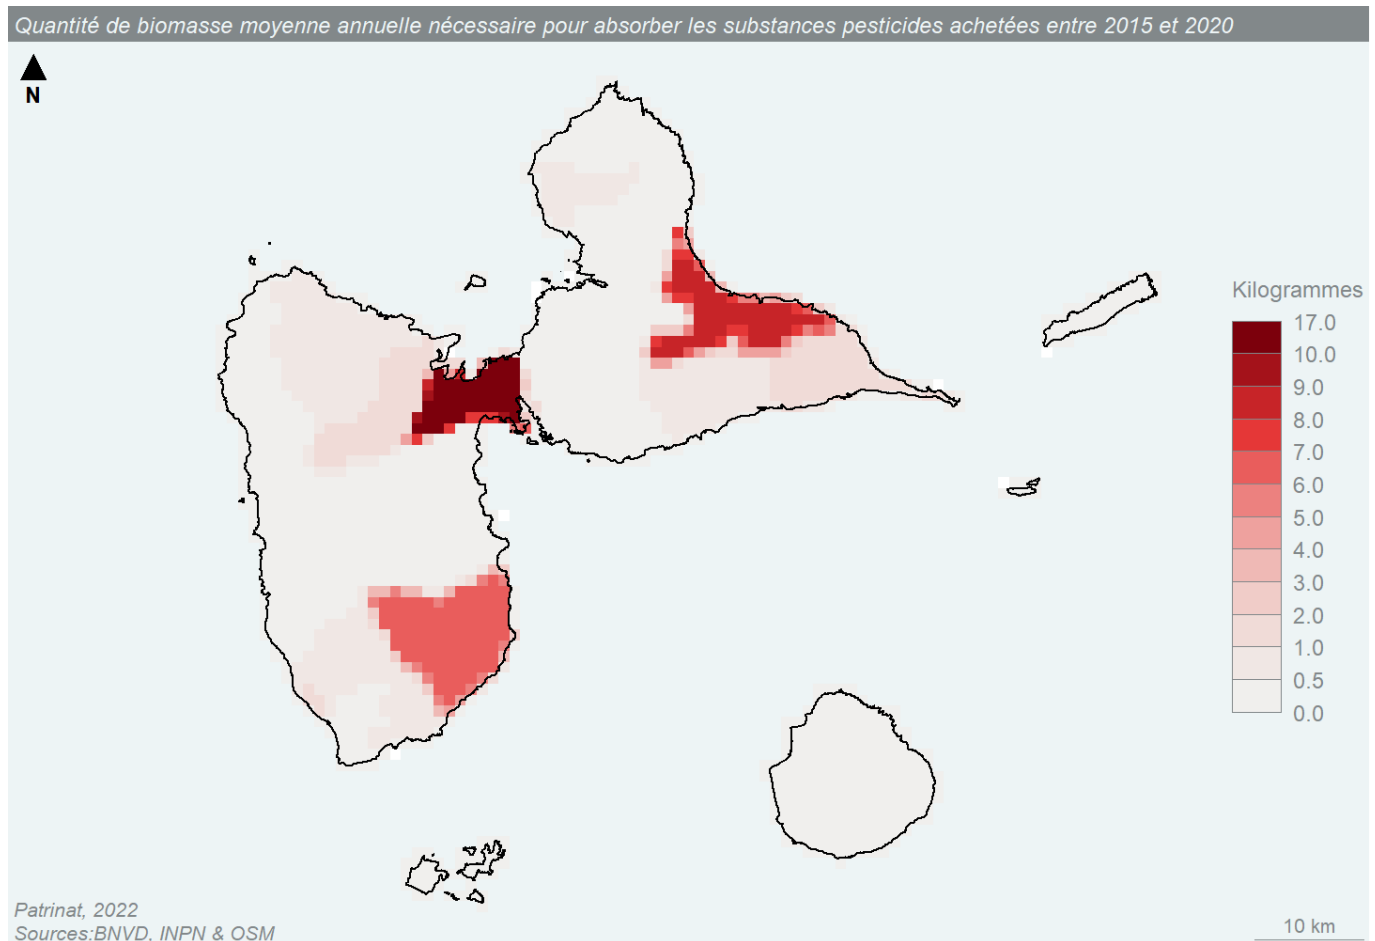 Quantité de biomasse moyenne annuelle nécessaire pour absorber les substances pesticides achetées entre 2015 et 2020
N
Kilogrammes
17.0
10.0
9.0
8.0
7.0
6.0
5.0
4.0
3.0
2.0
1.0
0.5
0.0
Patrinat, 2022
Sources:BNVD, INPN & OSM
10 km